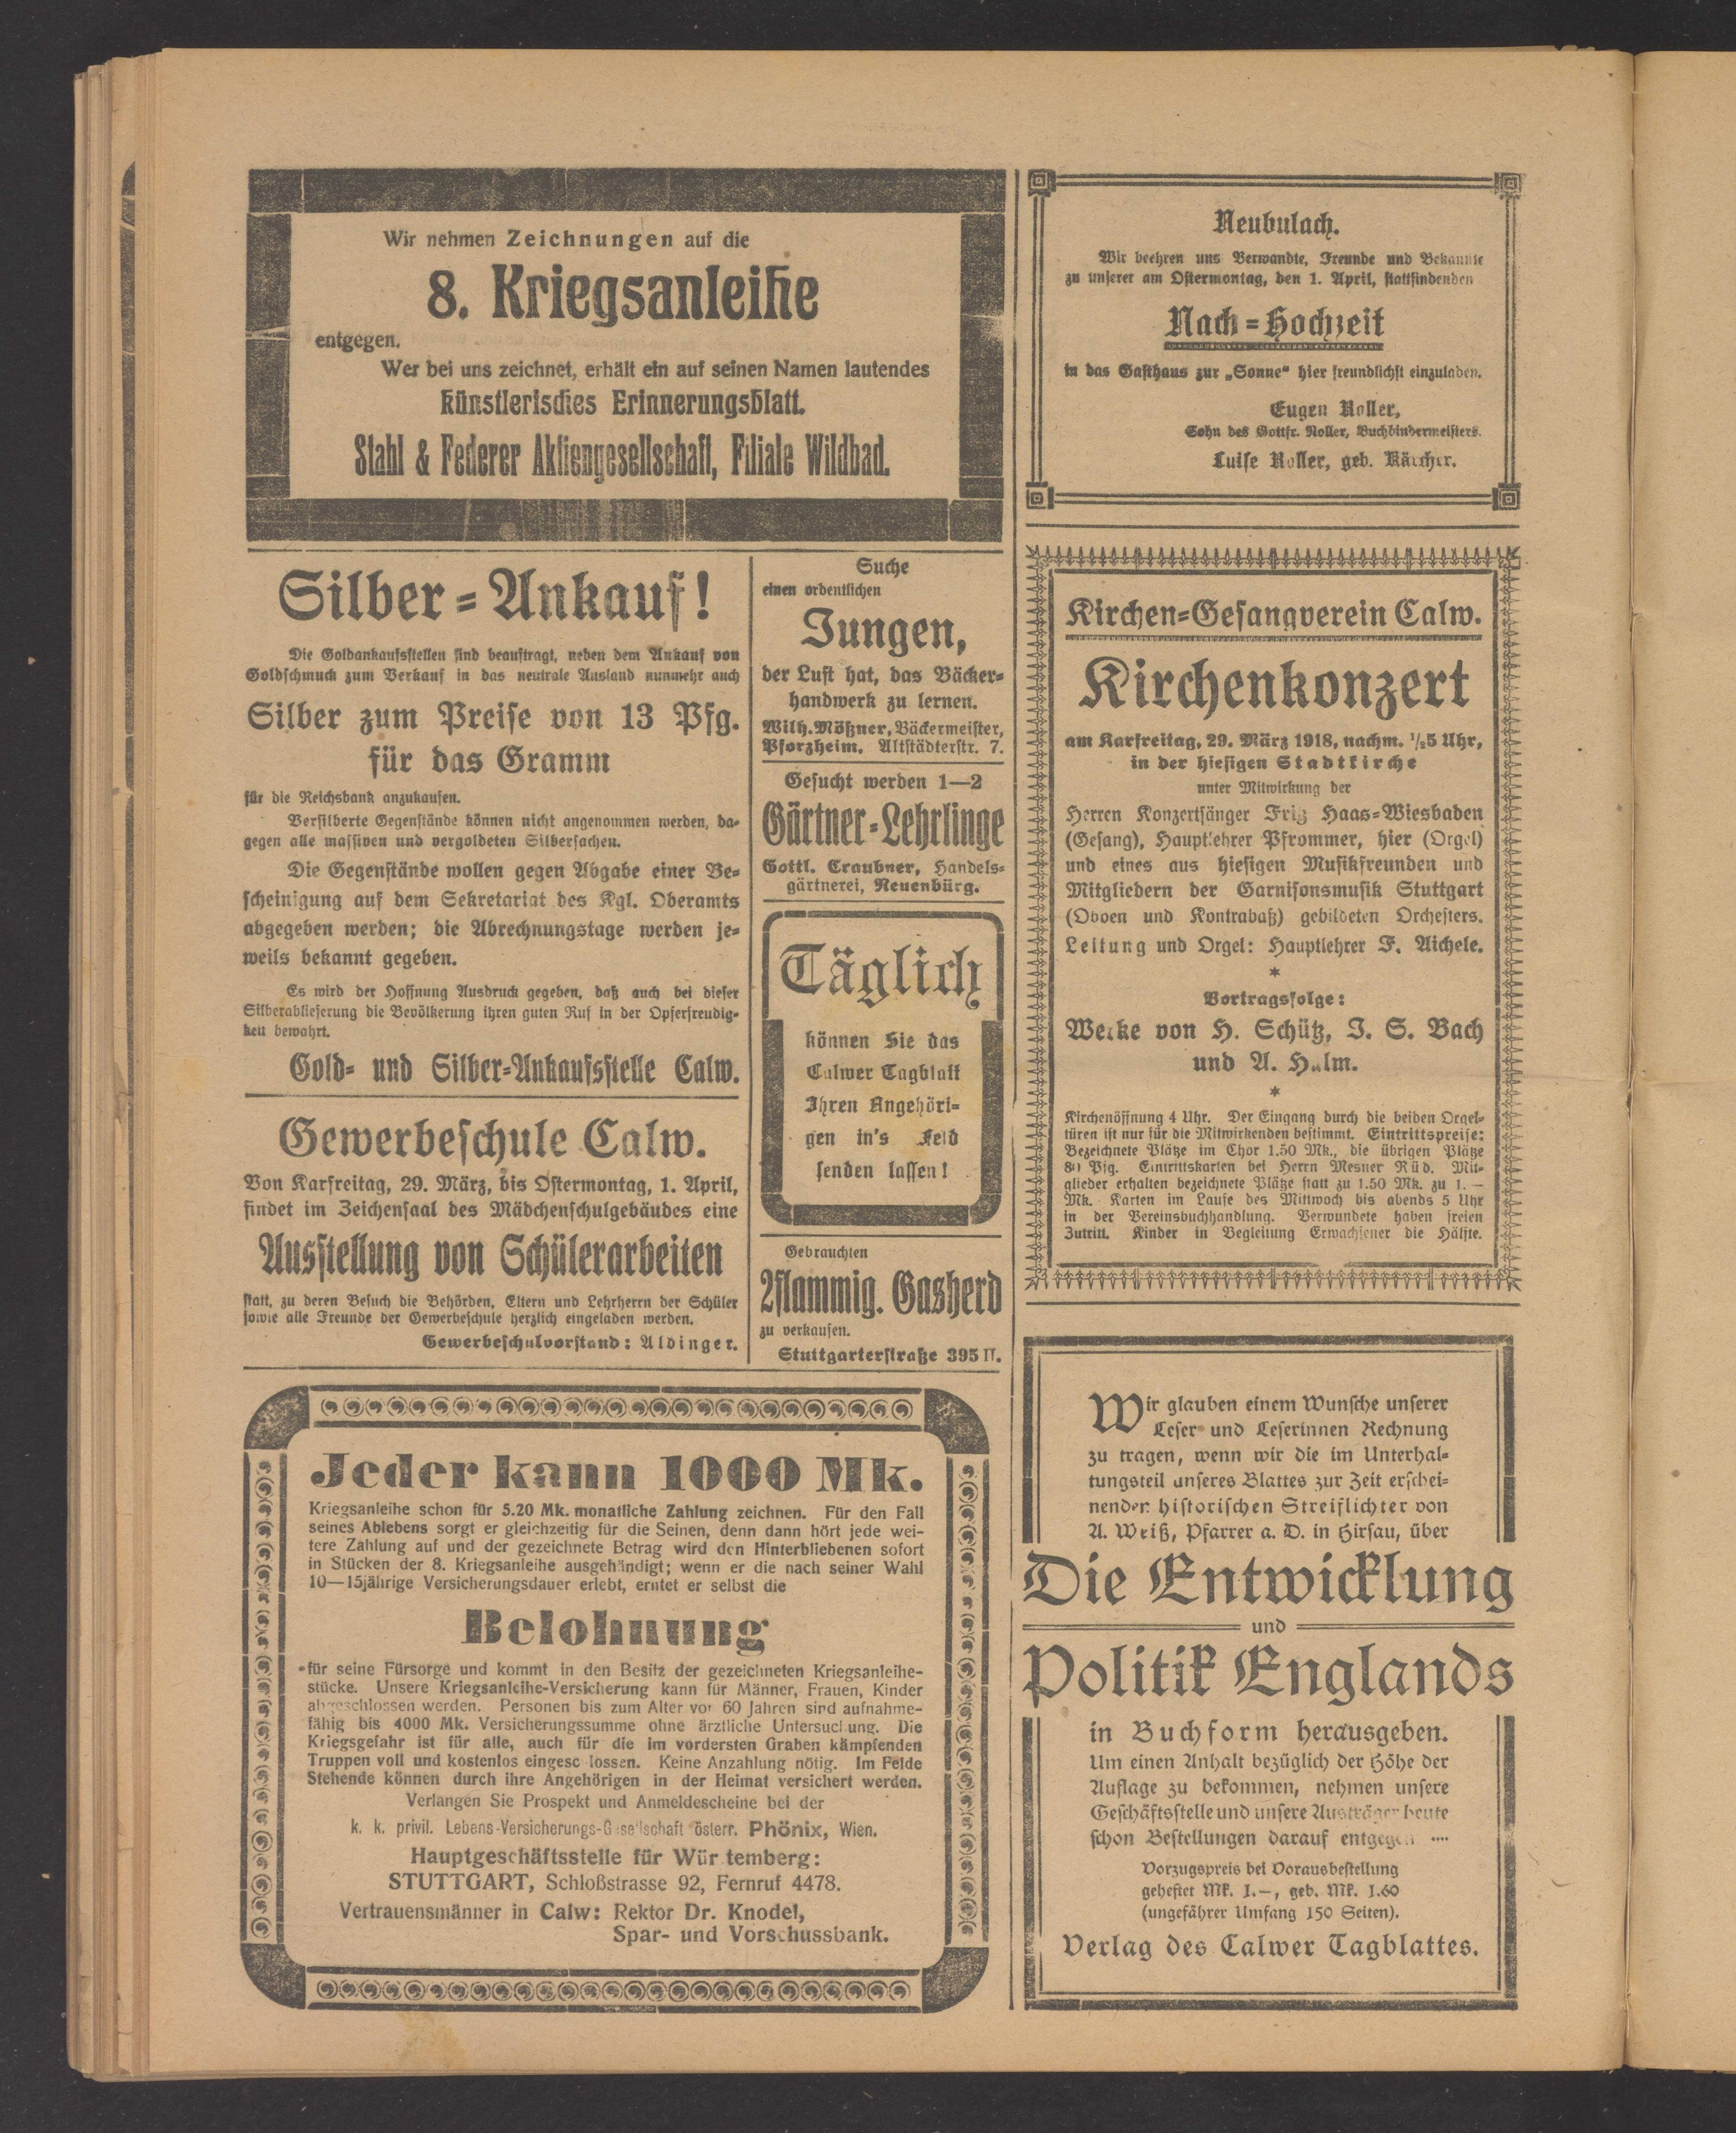 Wir nehmen Zeichnungen auf die
8. Kriegsanleihe
entgegen.
Wer bei uns zeichnet, erhält ein auf seinen Namen lautendes
künstlerisches Erinnerungsblatt.
Stahl & Federer Aktiengesellschaft, Filiale Wildbad.
Silber-Ankauf!
Die Goldankaufsstellen sind beauftragt, neben dem Ankauf von
Goldschmuck zum Verkauf in das neutrale Ausland nunmehr auch
Silber zum Preise von 13 Pfg.
für das Gramm
für die Reichsbank anzukaufen.
Versilberte Gegenstände können nicht angenommen werden, da-
gegen alle massiven und vergoldeten Silbersachen.
Die Gegenstände wollen gegen Abgabe einer Be-
scheinigung auf dem Sekretariat des Kgl. Oberamts
abgegeben werden; die Abrechnungstage werden je-
weils bekannt gegeben.
Es wird der Hoffnung Ausdruck gegeben, daß auch bei dieser
Silberablieferung die Bevölkerung ihren guten Ruf in der Opferfreudig-
keit bewahrt.
Gold- und Silber-Ankaufsstelle Calw.
Gewerbeschule Calw.
Von Karfreitag, 29. März, bis Ostermontag, 1. April,
findet im Zeichensaal des Mädchenschulgebäudes eine
Ausstellung von Schülerarbeiten
statt, zu deren Besuch die Behörden, Eltern und Lehrherrn der Schüler
sowie alle Freunde der Gewerbeschule herzlich eingeladen werden.
Gewerbeschulvorstand: Aldinger.
Suche
einen ordentlichen
Jungen,
der Lust hat, das Bäcker-
handwerk zu lernen.
Wilh. Mößner, Bäckermeister,
Pforzheim. Altstädterstr. 7.
Gesucht werden 1—2
Gärtner-Lehrlinge
Gottl. Craubner, Handels-
gärtnerei, Neuenbürg.
Täglich
können Sie das
Calwer Tagblatt
Ihren Angehöri-
gen in's Feld
senden lassen!
Gebrauchten
2flammig. Gasherd
zu verkaufen.
Stuttgarterstraße 395 II.
Jeder kann 1000 Mk.
Kriegsanleihe schon für 5.20 Mk. monatliche Zahlung zeichnen. Für den Fall
seines Ablebens sorgt er gleichzeitig für die Seinen, denn dann hört jede wei-
tere Zahlung auf und der gezeichnete Betrag wird den Hinterbliebenen sofort
in Stücken der 8. Kriegsanleihe ausgehändigt; wenn er die nach seiner Wahl
10—15jährige Versicherungsdauer erlebt, erntet er selbst die
Belohnung
für seine Fürsorge und kommt in den Besitz der gezeichneten Kriegsanleihe-
stücke. Unsere Kriegsanleihe-Versicherung kann für Männer, Frauen, Kinder
abgeschlossen werden. Personen bis zum Alter von 60 Jahren sind aufnahme-
fähig bis 4000 Mk. Versicherungssumme ohne ärztliche Untersuchung. Die
Kriegsgefahr ist für alle, auch für die im vordersten Graben kämpfenden
Truppen voll und kostenlos eingeschlossen. Keine Anzahlung nötig. Im Felde
Stehende können durch ihre Angehörigen in der Heimat versichert werden.
Verlangen Sie Prospekt und Anmeldescheine bei der
k. k. privil. Lebens-Versicherungs-Gesellschaft österr. Phönix, Wien.
Hauptgeschäftsstelle für Württemberg:
STUTTGART, Schloßstrasse 92, Fernruf 4478.
Vertrauensmänner in Calw: Rektor Dr. Knodel,
Spar- und Vorschussbank.
Neubulach.
Wir beehren uns Verwandte, Freunde und Bekannte
zu unserer am Ostermontag, den 1. April, stattfindenden
Nach-Hochzeit
in das Gasthaus zur „Sonne“ hier freundlichst einzuladen.
Eugen Roller,
Sohn des Gottfr. Roller, Buchbindermeisters.
Luise Roller, geb. Kärcher.
Kirchen-Gesangverein Calw.
Kirchenkonzert
am Karfreitag, 29. März 1918, nachm. 1/25 Uhr,
in der hiesigen Stadtkirche
unter Mitwirkung der
Herren Konzertsänger Fritz Haas-Wiesbaden
(Gesang), Hauptlehrer Pfrommer, hier (Orgel)
und eines aus hiesigen Musikfreunden und
Mitgliedern der Garnisonsmusik Stuttgart
(Oboen und Kontrabaß) gebildeten Orchesters.
Leitung und Orgel: Hauptlehrer F. Aichele.
*
Vortragsfolge:
Werke von H. Schütz, J. S. Bach
und A. Halm.
*
Kirchenöffnung 4 Uhr. Der Eingang durch die beiden Orgel-
türen ist nur für die Mitwirkenden bestimmt. Eintrittspreise:
Bezeichnete Plätze im Chor 1.50 Mk., die übrigen Plätze
80 Pfg. Eintrittskarten bei Herrn Mesner Rüd. Mit-
glieder erhalten bezeichnete Plätze statt zu 1.50 Mk. zu 1.—
Mk. Karten im Laufe des Mittwoch bis abends 5 Uhr
in der Vereinsbuchhandlung. Verwundete haben freien
Zutritt. Kinder in Begleitung Erwachsener die Hälfte.
Wir glauben einem Wunsche unserer
Leser und Leserinnen Rechnung
zu tragen, wenn wir die im Unterhal-
tungsteil unseres Blattes zur Zeit erschei-
nenden historischen Streiflichter von
A. Weiß, Pfarrer a. D. in Hirsau, über
Die Entwicklung
und
Politik Englands
in Buchform herausgeben.
Um einen Anhalt bezüglich der Höhe der
Auflage zu bekommen, nehmen unsere
Geschäftsstelle und unsere Austräger heute
schon Bestellungen darauf entgegen ....
Vorzugspreis bei Vorausbestellung
geheftet Mk. 1.—, geb. Mk. 1.60
(ungefährer Umfang 150 Seiten).
Verlag des Calwer Tagblattes.